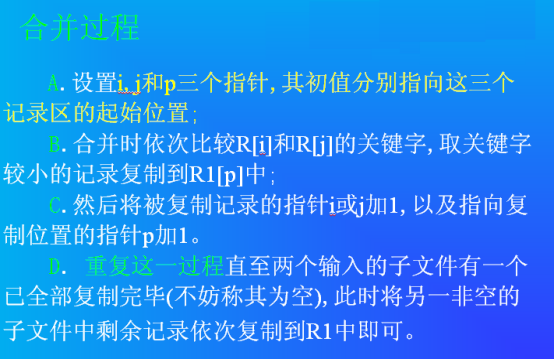 合并过程
A.设置i,j和p三个指针,其初值分别指向这三个
记录区的起始位置;
B.合并时依次比较R[i]和R[j]的关键字,取关键字
较小的记录复制到R1[p]中;
C.然后将被复制记录的指针i或j加1,以及指向复
制位置的指针p加1。
D. 重复这一过程直至两个输入的子文件有一个
已全部复制完毕(不妨称其为空),此时将另一非空的
子文件中剩余记录依次复制到R1中即可。